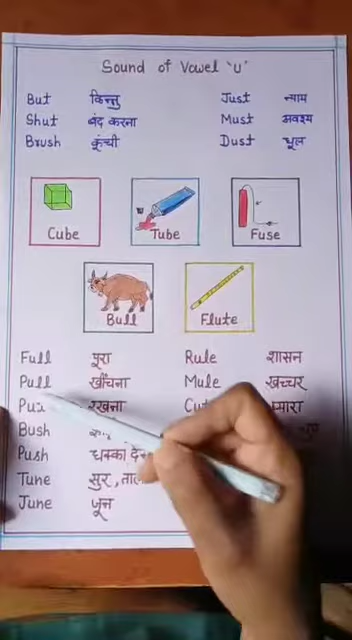 Sound of Vowel 'U'
But किन्तु Just न्याय
Shut बंद करना Must अवश्य
Brush कूंची Dust धूल
Cube Tube Fuse
Bull Flute
Full पूरा Rule शासन
Pull खींचना Mule खच्चर
रखना
Bush
Push धक्का
Tune सुर,
June जून